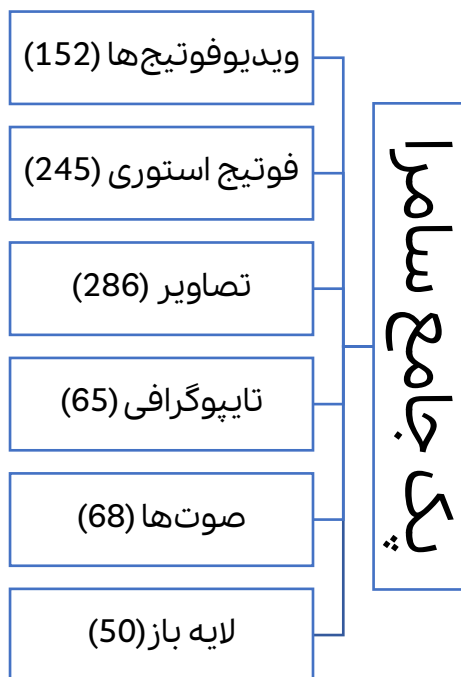 پک جامع سامرا
ویدیوفوتیج‌ها (152)
فوتیج استوری (245)
تصاویر (286)
تایپوگرافی (65)
صوت‌ها (68)
لایه باز (50)